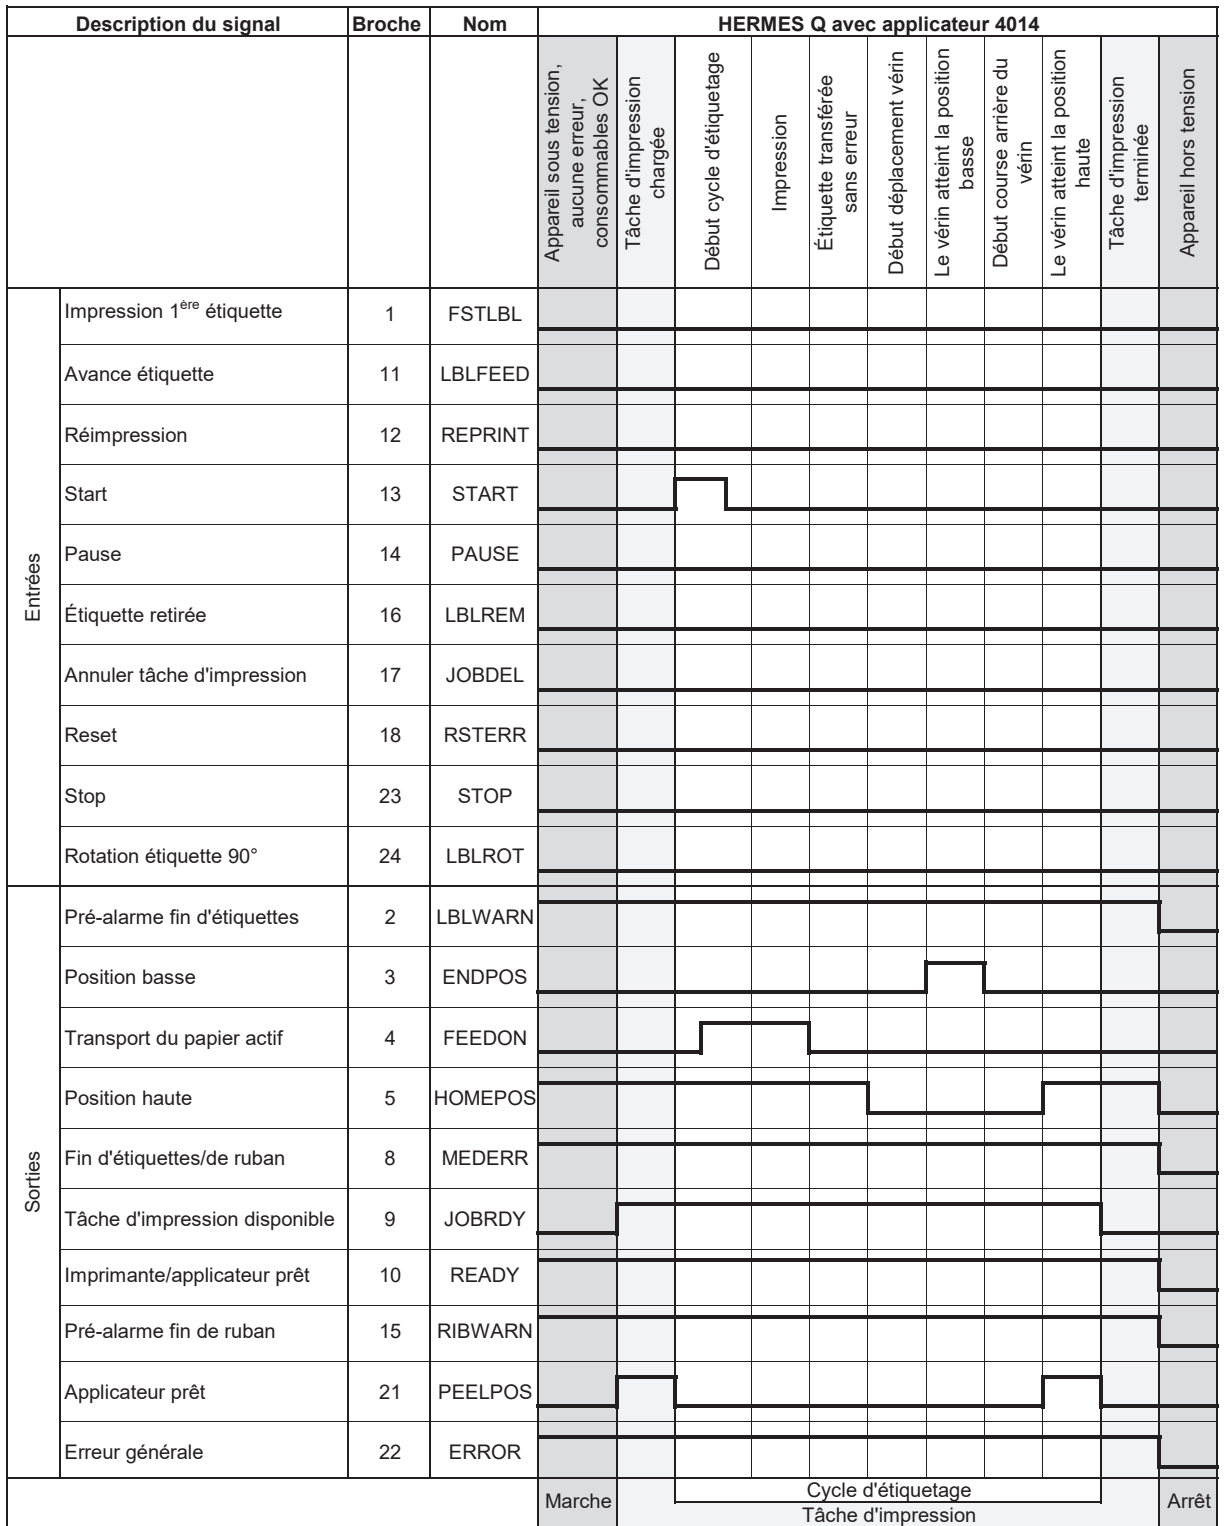 Description du signal Broche Nom HERMES Q avec applicateur 4014
Appareil sous tension,
aucune erreur,
consommables OK
Tâche d'impression
chargée
Début cycle d'étiquetage
Impression
Étiquette transférée
sans erreur
Début déplacement vérin
Le vérin atteint la position
basse
Début course arrière du
vérin
Le vérin atteint la position
haute
Tâche d'impression
terminée
Appareil hors tension
Entrées
Impression 1ère étiquette 1 FSTLBL
Avance étiquette 11 LBLFEED
Réimpression 12 REPRINT
Start 13 START
Pause 14 PAUSE
Étiquette retirée 16 LBLREM
Annuler tâche d'impression 17 JOBDEL
Reset 18 RSTERR
Stop 23 STOP
Rotation étiquette 90° 24 LBLROT
Sorties
Pré-alarme fin d'étiquettes 2 LBLWARN
Position basse 3 ENDPOS
Transport du papier actif 4 FEEDON
Position haute 5 HOMEPOS
Fin d'étiquettes/de ruban 8 MEDERR
Tâche d'impression disponible 9 JOBRDY
Imprimante/applicateur prêt 10 READY
Pré-alarme fin de ruban 15 RIBWARN
Applicateur prêt 21 PEELPOS
Erreur générale 22 ERROR
Marche Cycle d'étiquetage Arrêt
Tâche d'impression